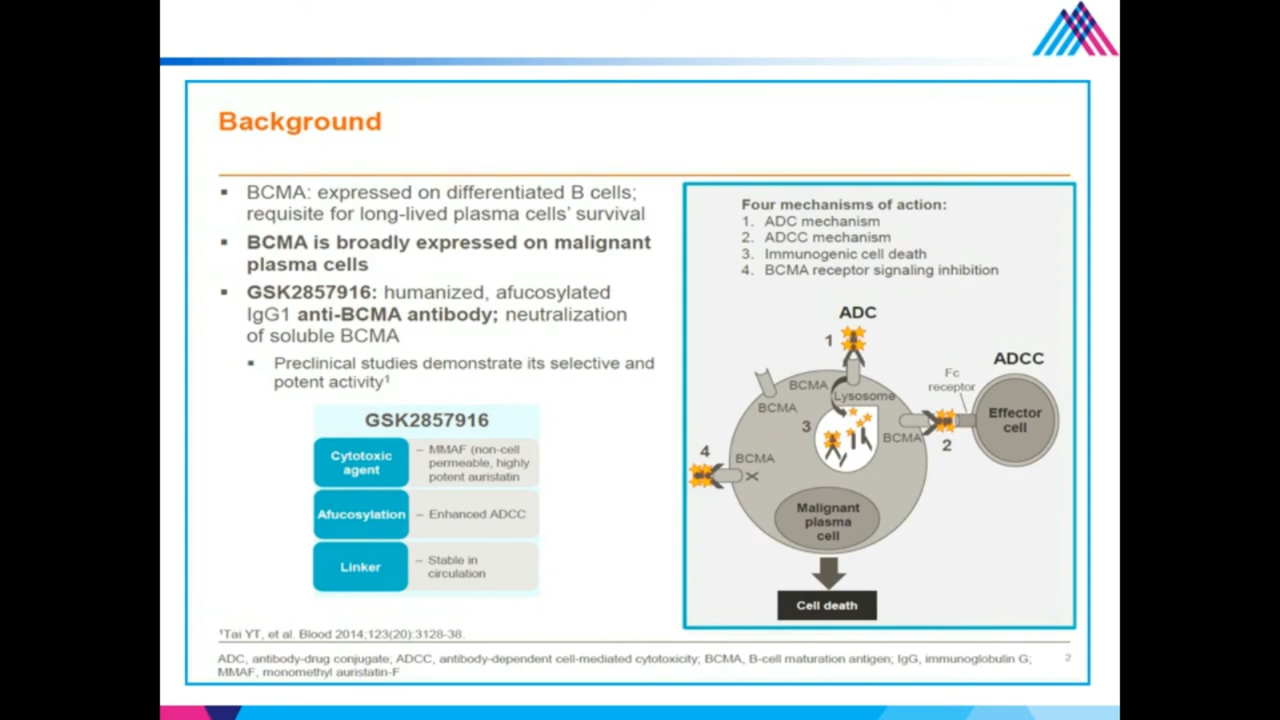 Background
▪ BCMA: expressed on differentiated B cells;
requisite for long-lived plasma cells' survival
▪ BCMA is broadly expressed on malignant
plasma cells
▪ GSK2857916: humanized, afucosylated
IgG1 anti-BCMA antibody; neutralization
of soluble BCMA
▪ Preclinical studies demonstrate its selective and
potent activity¹
GSK2857916
Cytotoxic
agent
– MMAF (non-cell
permeable, highly
potent auristatin
Afucosylation
– Enhanced ADCC
Linker
– Stable in
circulation
Four mechanisms of action:
1. ADC mechanism
2. ADCC mechanism
3. Immunogenic cell death
4. BCMA receptor signaling inhibition
ADC
1
ADCC
Fc
receptor
BCMA
Lysosome
BCMA
Effector
cell
3
BCMA
2
4
BCMA
Malignant
plasma
cell
Cell death
¹Tai YT, et al. Blood 2014;123(20):3128-38.
ADC, antibody-drug conjugate; ADCC, antibody-dependent cell-mediated cytotoxicity; BCMA, B-cell maturation antigen; IgG, immunoglobulin G;
MMAF, monomethyl auristatin-F
2